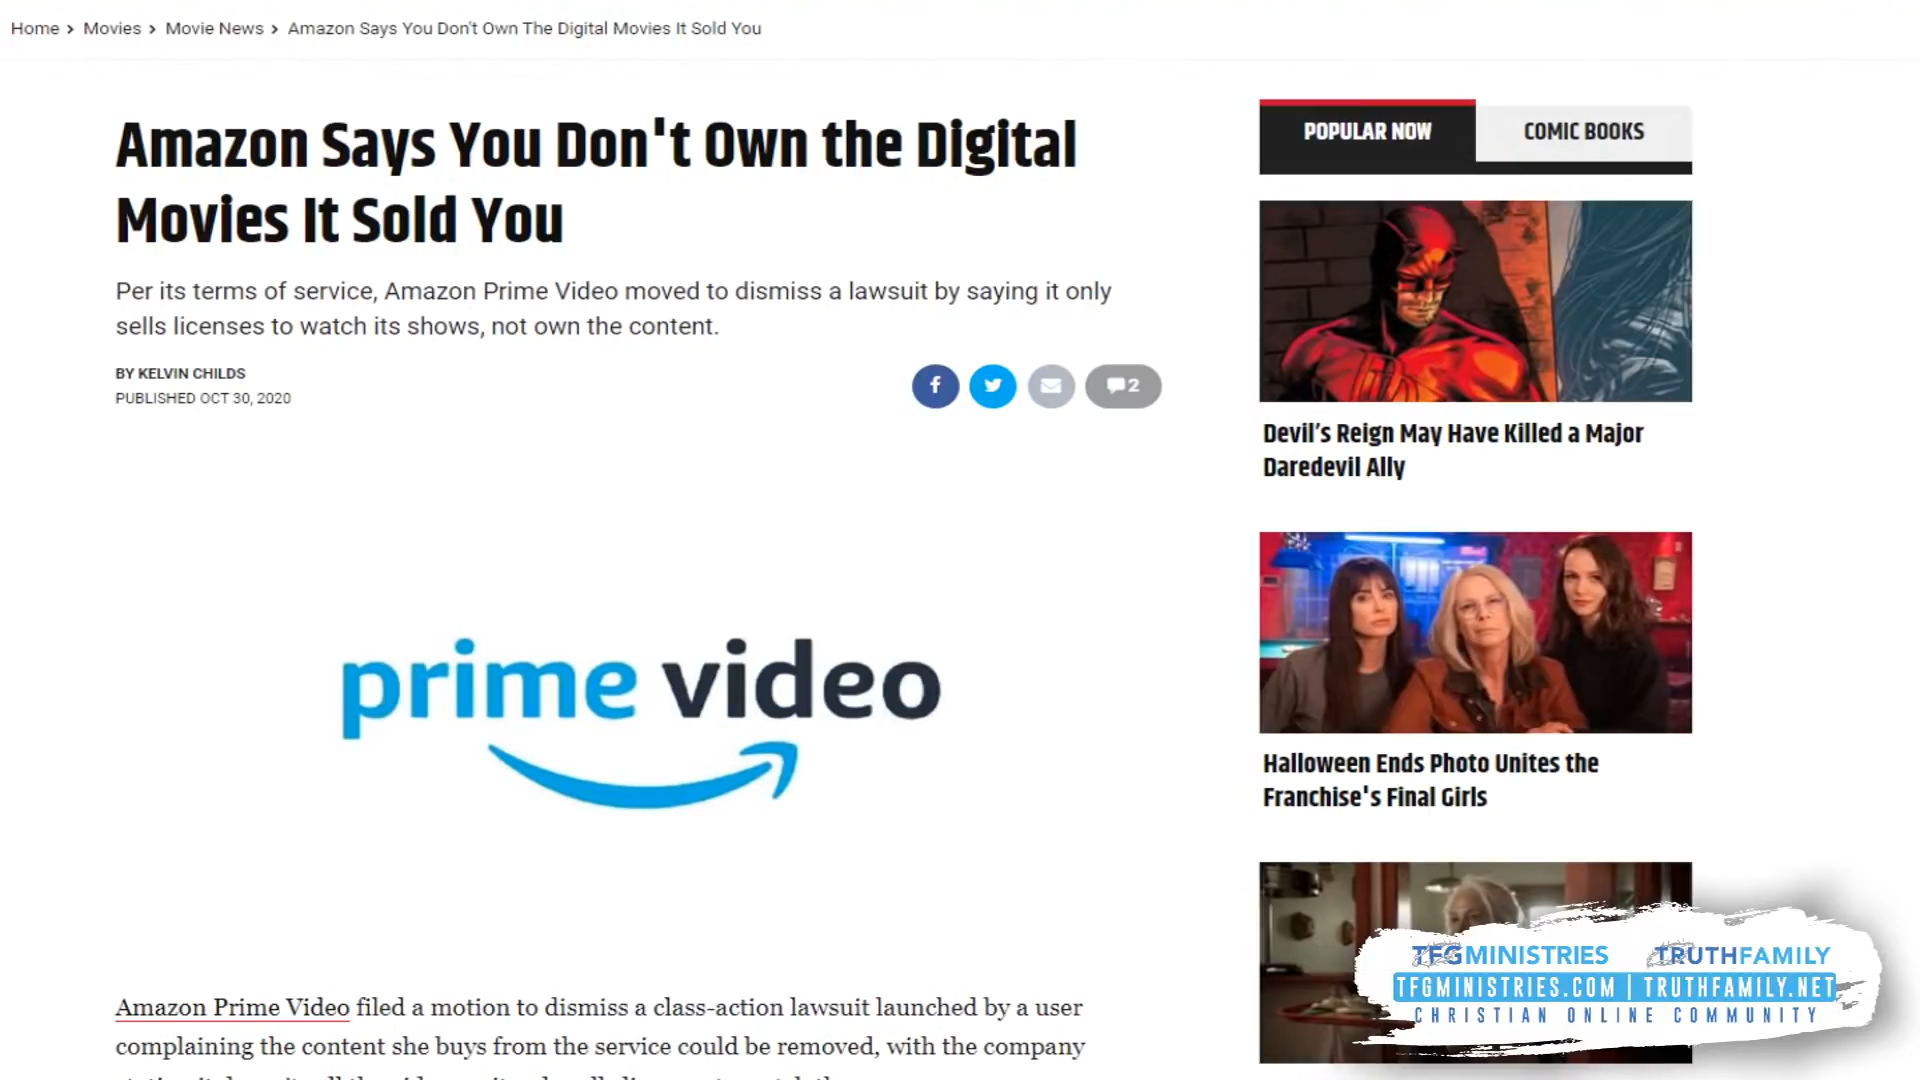 Home > Movies > Movie News > Amazon Says You Don't Own The Digital Movies It Sold You
Amazon Says You Don't Own the Digital
Movies It Sold You
Per its terms of service, Amazon Prime Video moved to dismiss a lawsuit by saying it only
sells licenses to watch its shows, not own the content.
BY KELVIN CHILDS
PUBLISHED OCT 30, 2020
2
prime video
Amazon Prime Video filed a motion to dismiss a class-action lawsuit launched by a user
complaining the content she buys from the service could be removed, with the company
POPULAR NOW
COMIC BOOKS
Devil’s Reign May Have Killed a Major
Daredevil Ally
Halloween Ends Photo Unites the
Franchise's Final Girls
TFGMINISTRIES TRUTHFAMILY
TFGMINISTRIES.COM | TRUTHFAMILY.NET
CHRISTIAN ONLINE COMMUNITY